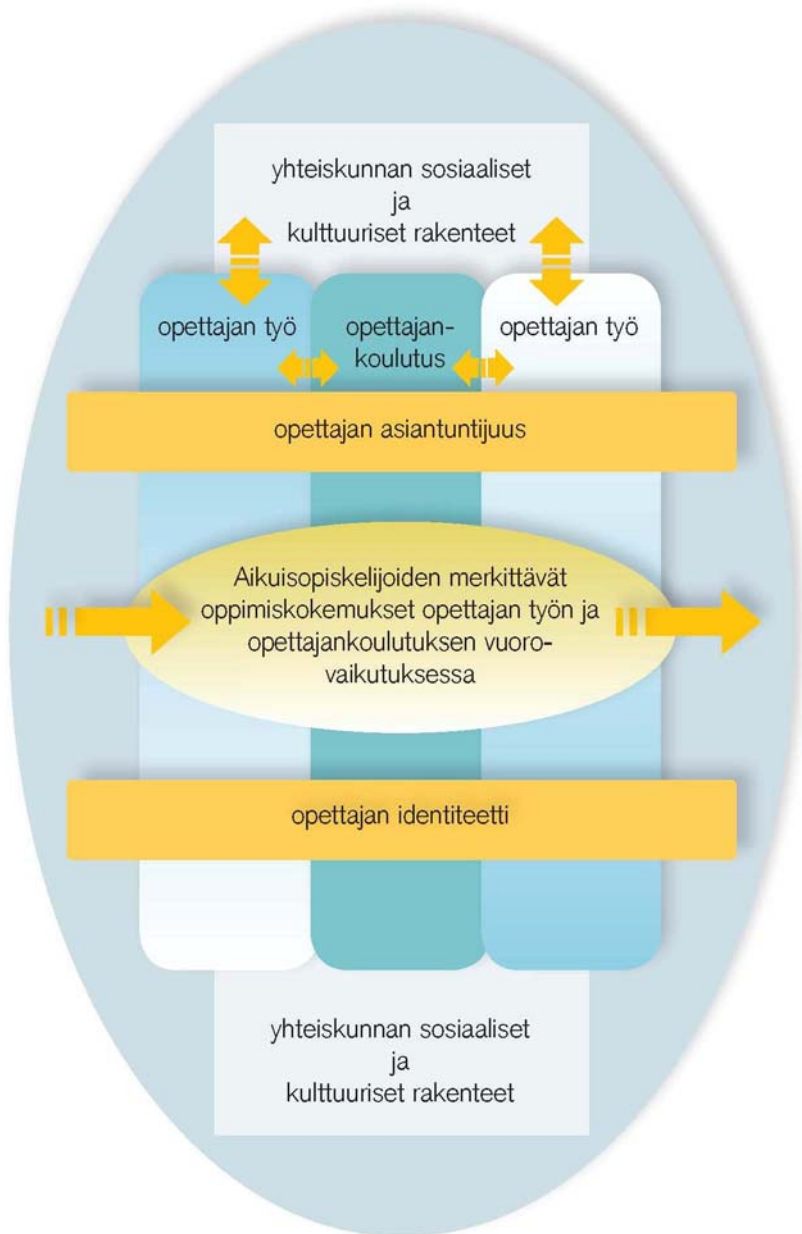 yhteiskunnan sosiaaliset
ja
kulttuuriset rakenteet
opettajan työ
opettajan-
koulutus
opettajan työ
opettajan asiantuntijuus
Aikuisopiskelijoiden merkittävät
oppimiskokemukset opettajan työn ja
opettajankoulutuksen vuoro-
vaikutuksessa
opettajan identiteetti
yhteiskunnan sosiaaliset
ja
kulttuuriset rakenteet